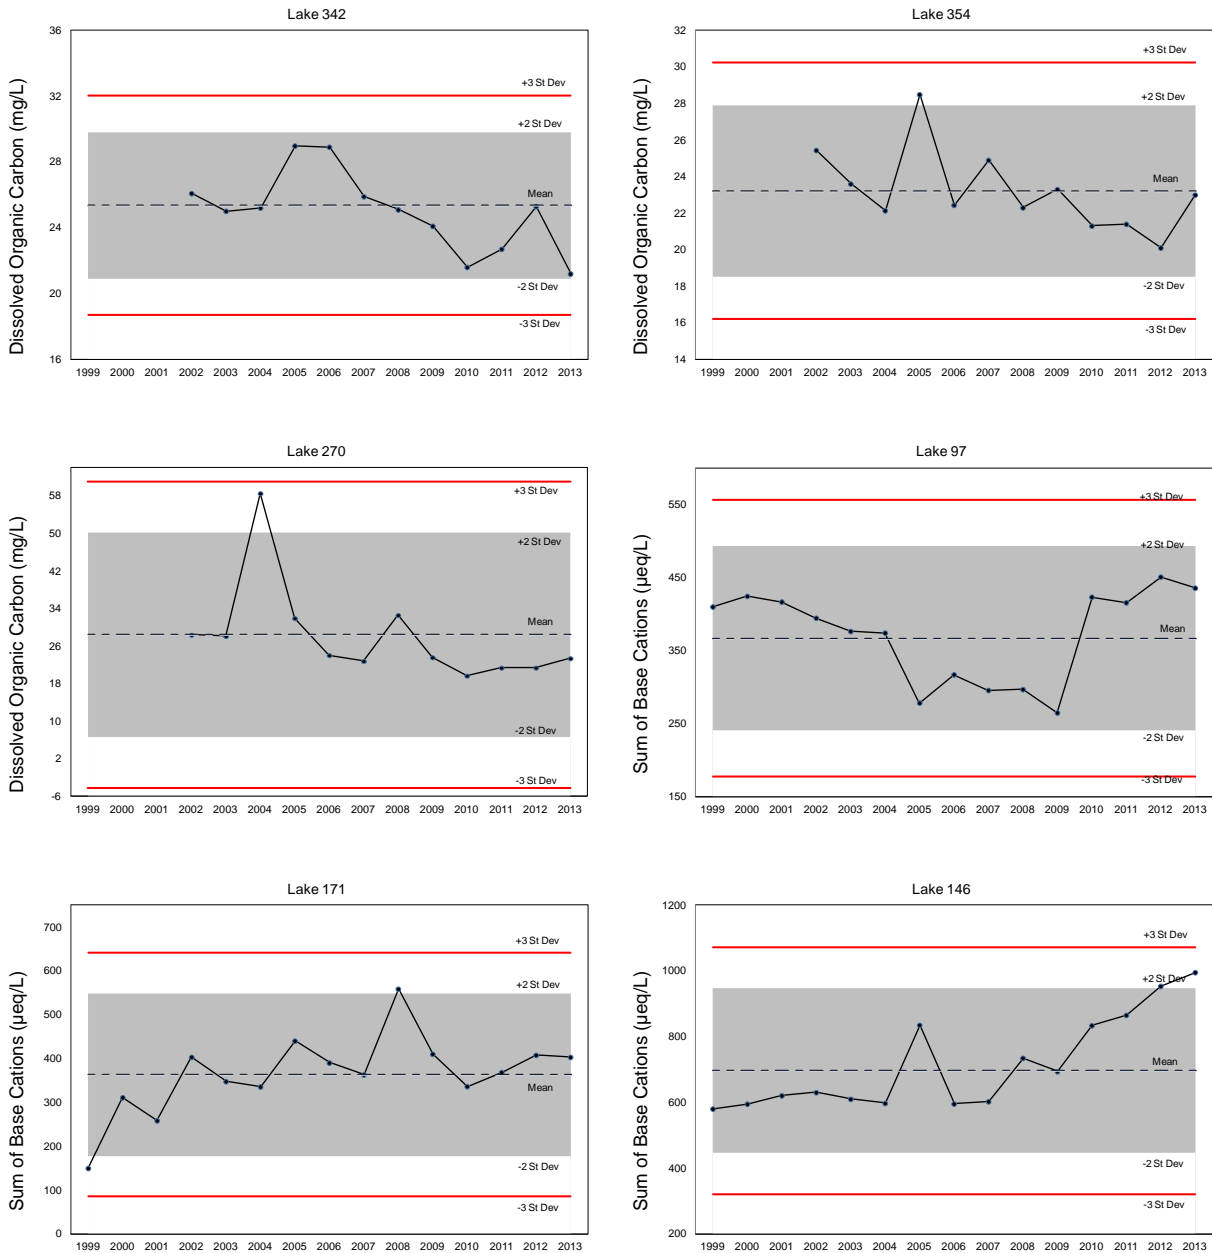 Lake 342
Dissolved Organic Carbon (mg/L)
36
32
28
24
20
16
+3 St Dev
+2 St Dev
Mean
-2 St Dev
-3 St Dev
1999 2000 2001 2002 2003 2004 2005 2006 2007 2008 2009 2010 2011 2012 2013
Lake 354
Dissolved Organic Carbon (mg/L)
32
30
28
26
24
22
20
18
16
14
+3 St Dev
+2 St Dev
Mean
-2 St Dev
-3 St Dev
1999 2000 2001 2002 2003 2004 2005 2006 2007 2008 2009 2010 2011 2012 2013
Lake 270
Dissolved Organic Carbon (mg/L)
58
50
42
34
26
18
10
2
-6
+3 St Dev
+2 St Dev
Mean
-2 St Dev
-3 St Dev
1999 2000 2001 2002 2003 2004 2005 2006 2007 2008 2009 2010 2011 2012 2013
Lake 97
Sum of Base Cations (µeq/L)
550
450
350
250
150
+3 St Dev
+2 St Dev
Mean
-2 St Dev
-3 St Dev
1999 2000 2001 2002 2003 2004 2005 2006 2007 2008 2009 2010 2011 2012 2013
Lake 171
Sum of Base Cations (µeq/L)
700
600
500
400
300
200
100
0
+3 St Dev
+2 St Dev
Mean
-2 St Dev
-3 St Dev
1999 2000 2001 2002 2003 2004 2005 2006 2007 2008 2009 2010 2011 2012 2013
Lake 146
Sum of Base Cations (µeq/L)
1200
1000
800
600
400
200
+3 St Dev
+2 St Dev
Mean
-2 St Dev
-3 St Dev
1999 2000 2001 2002 2003 2004 2005 2006 2007 2008 2009 2010 2011 2012 2013